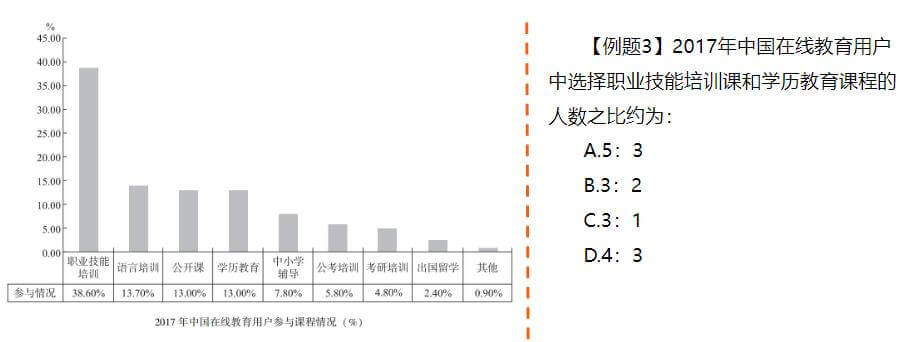 %
45.00
40.00
35.00
30.00
25.00
20.00
15.00
10.00
5.00
0.00
职业技能
培训
语言培训
公开课
学历教育
中小学
辅导
公考培训
考研培训
出国留学
其他
参与情况 38.60% 13.70% 13.00% 13.00% 7.80% 5.80% 4.80% 2.40% 0.90%
2017 年中国在线教育用户参与课程情况（%）
【例题3】2017年中国在线教育用户
中选择职业技能培训课和学历教育课程的
人数之比约为：
A.5：3
B.3：2
C.3：1
D.4：3